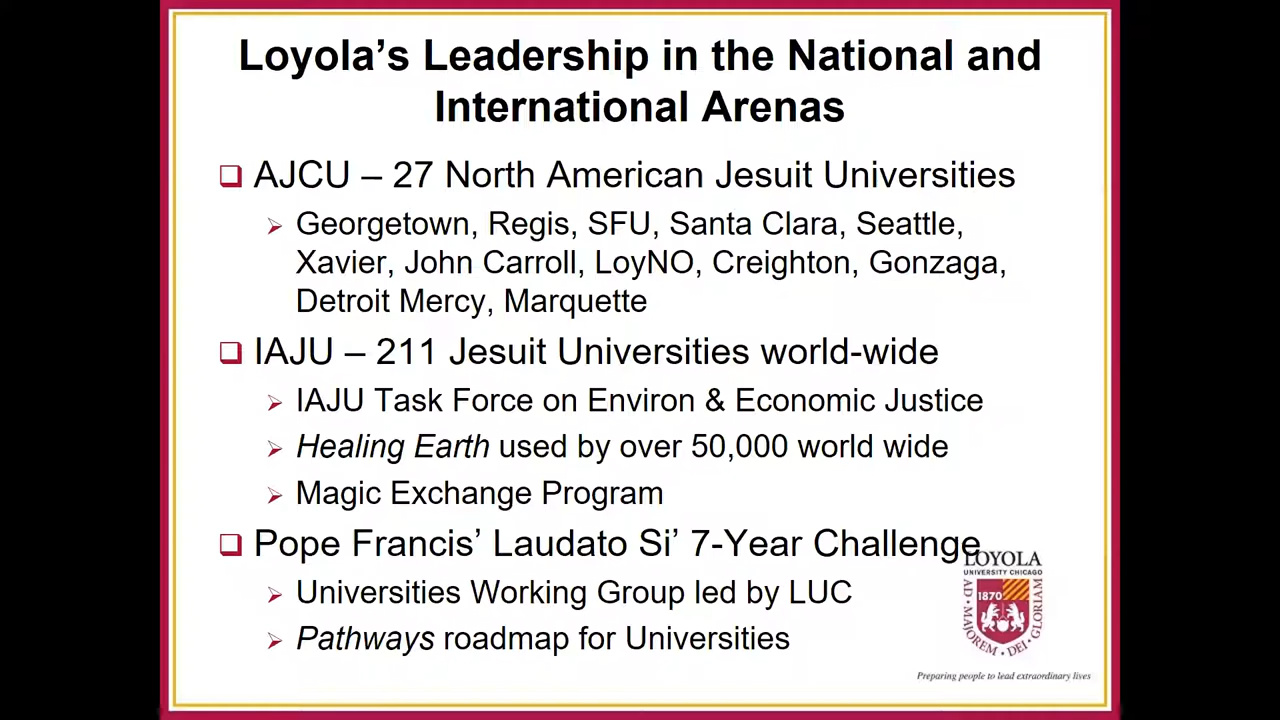 Loyola’s Leadership in the National and
International Arenas
AJCU – 27 North American Jesuit Universities
Georgetown, Regis, SFU, Santa Clara, Seattle,
Xavier, John Carroll, LoyNO, Creighton, Gonzaga,
Detroit Mercy, Marquette
IAJU – 211 Jesuit Universities world-wide
IAJU Task Force on Environ & Economic Justice
Healing Earth used by over 50,000 world wide
Magic Exchange Program
Pope Francis’ Laudato Si’ 7-Year Challenge
Universities Working Group led by LUC
Pathways roadmap for Universities
LOYOLA
UNIVERSITY CHICAGO
1870
AD • MAJOREM • DEI • GLORIAM
Preparing people to lead extraordinary lives